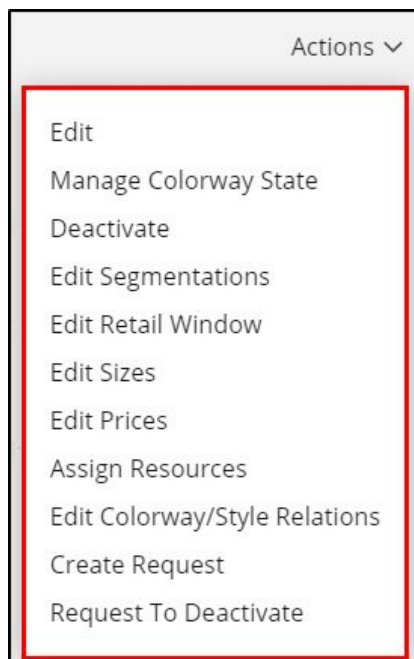 Actions
Edit
Manage Colorway State
Deactivate
Edit Segmentations
Edit Retail Window
Edit Sizes
Edit Prices
Assign Resources
Edit Colorway/Style Relations
Create Request
Request To Deactivate